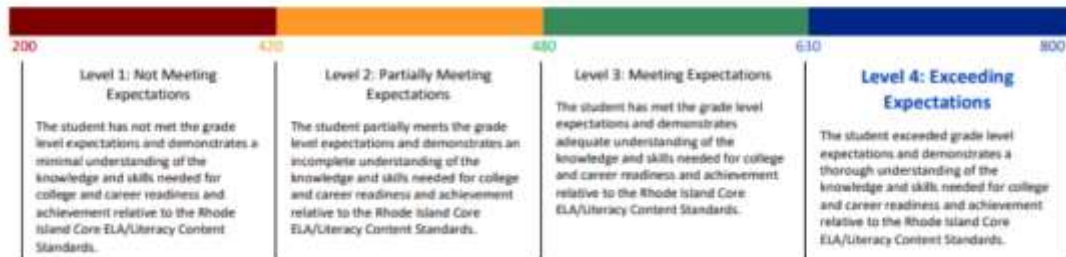 200 420 480 630 800
Level 1: Not Meeting
Expectations
The student has not met the grade
level expectations and demonstrates a
minimal understanding of the
knowledge and skills needed for
college and career readiness and
achievement relative to the Rhode
Island Core ELA/Literacy Content
Standards.
Level 2: Partially Meeting
Expectations
The student partially meets the grade
level expectations and demonstrates an
incomplete understanding of the
knowledge and skills needed for college
and career readiness and achievement
relative to the Rhode Island Core
ELA/Literacy Content Standards.
Level 3: Meeting Expectations
The student has met the grade level
expectations and demonstrates
adequate understanding of the
knowledge and skills needed for college
and career readiness and achievement
relative to the Rhode Island Core
ELA/Literacy Content Standards.
Level 4: Exceeding
Expectations
The student exceeded grade level
expectations and demonstrates a
thorough understanding of the
knowledge and skills needed for college
and career readiness and achievement
relative to the Rhode Island Core
ELA/Literacy Content Standards.